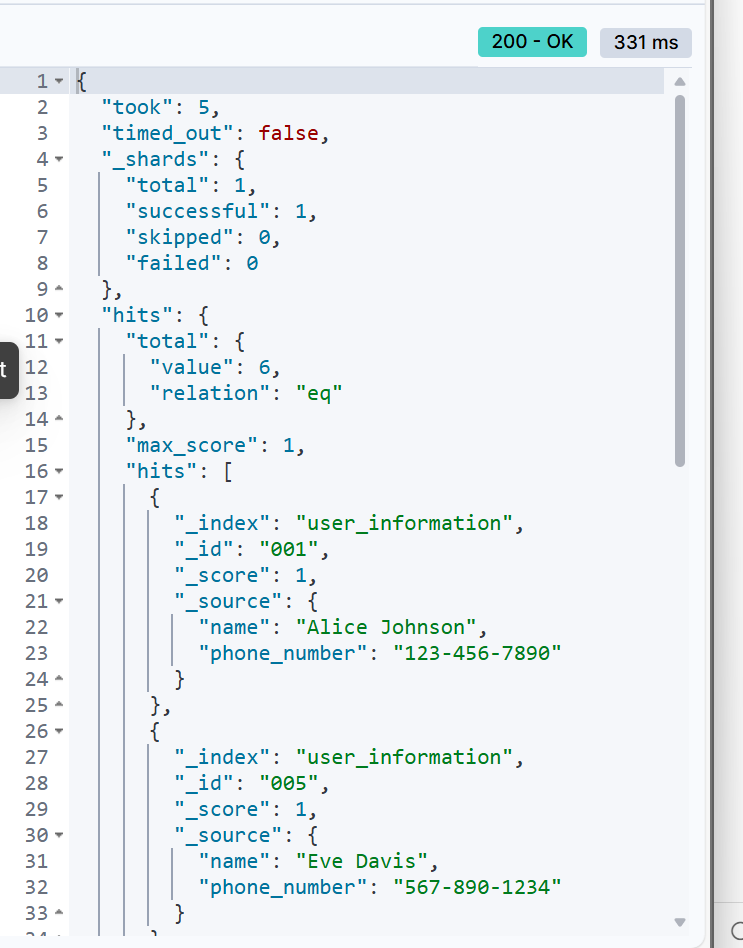 200 - OK 331 ms
1 {
2 "took": 5,
3 "timed_out": false,
4 "_shards": {
5 "total": 1,
6 "successful": 1,
7 "skipped": 0,
8 "failed": 0
9 },
10 "hits": {
11 "total": {
t
12 "value": 6,
13 "relation": "eq"
14 },
15 "max_score": 1,
16 "hits": [
17 {
18 "_index": "user_information",
19 "_id": "001",
20 "_score": 1,
21 "_source": {
22 "name": "Alice Johnson",
23 "phone_number": "123-456-7890"
24 }
25 },
26 {
27 "_index": "user_information",
28 "_id": "005",
29 "_score": 1,
30 "_source": {
31 "name": "Eve Davis",
32 "phone_number": "567-890-1234"
33 }